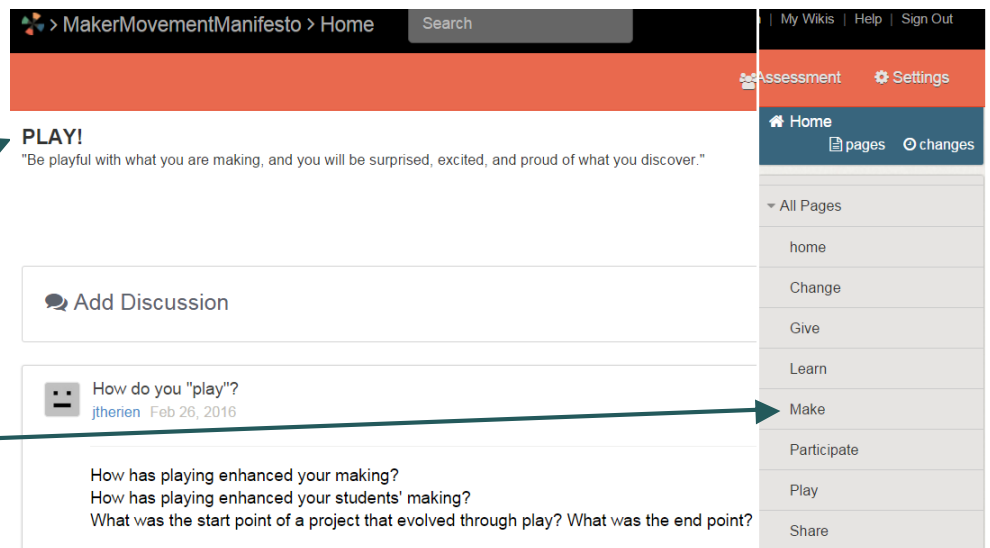 > MakerMovementManifesto > Home
Search
| My Wikis | Help | Sign Out
Assessment
Settings
PLAY!
"Be playful with what you are making, and you will be surprised, excited, and proud of what you discover."
Add Discussion
How do you "play"?
jtherien Feb 26, 2016
How has playing enhanced your making?
How has playing enhanced your students' making?
What was the start point of a project that evolved through play? What was the end point?
Home
pages changes
All Pages
home
Change
Give
Learn
Make
Participate
Play
Share